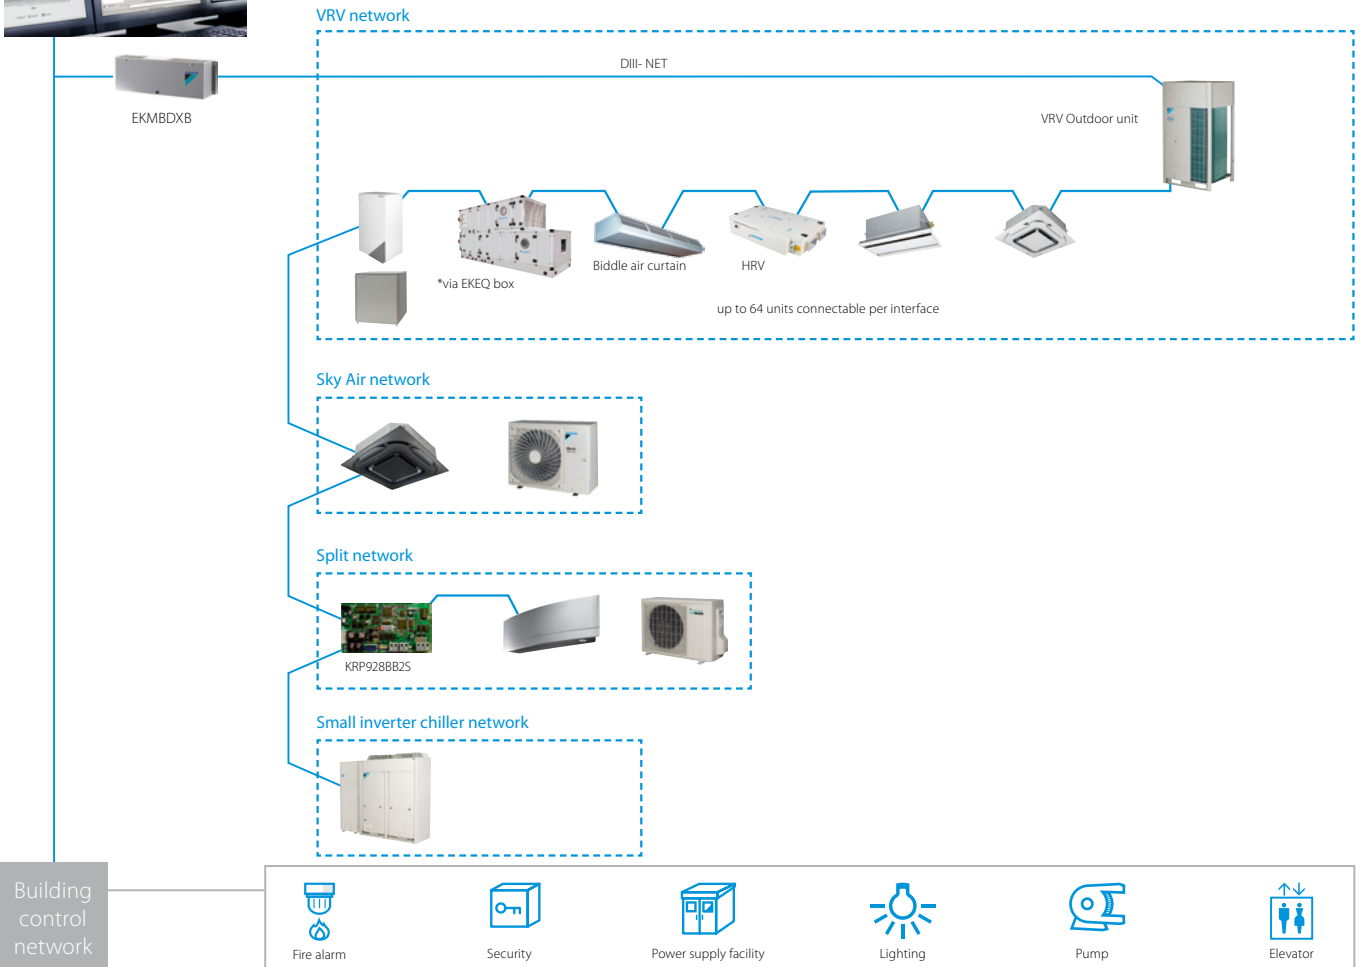 VRV network
DIII- NET
EKMBDXB
VRV Outdoor unit
Biddle air curtain
HRV
*via EKEQ box
up to 64 units connectable per interface
Sky Air network
Split network
KRP928BB2S
Small inverter chiller network
Building
control
network
Fire alarm
Security
Power supply facility
Lighting
Pump
Elevator